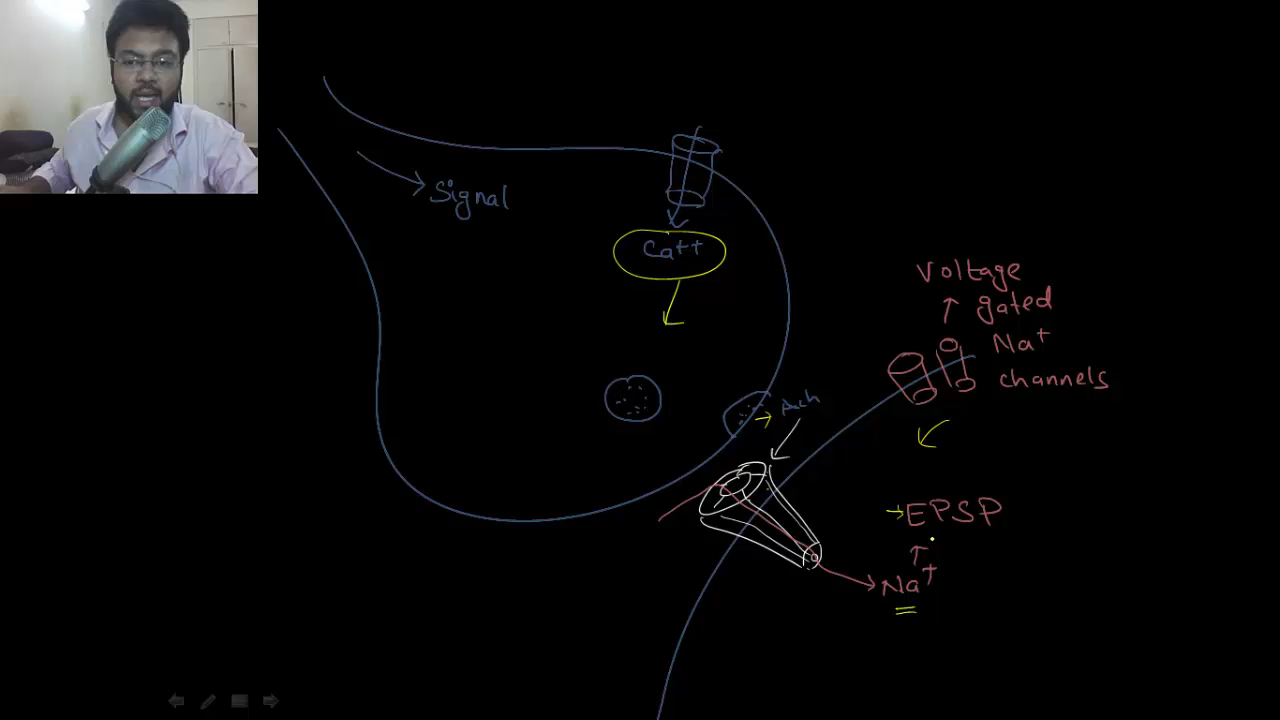 Signal
Ca++
Voltage
gated
Na+
channels
Ach
EPSP
Na+